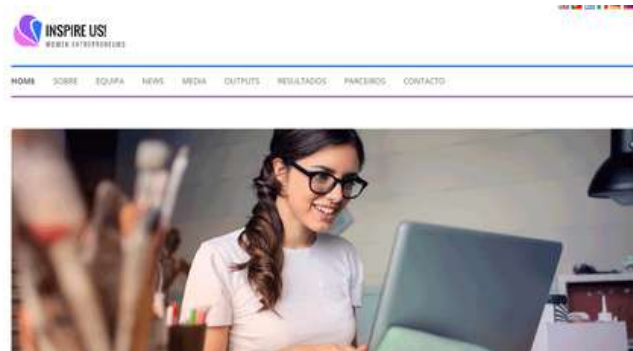 INSPIRE US!
WOMEN ENTREPRENEURS
HOME SOBRE EQUIPA NEWS MEDIA OUTPUTS RESULTADOS PARCEIROS CONTACTO